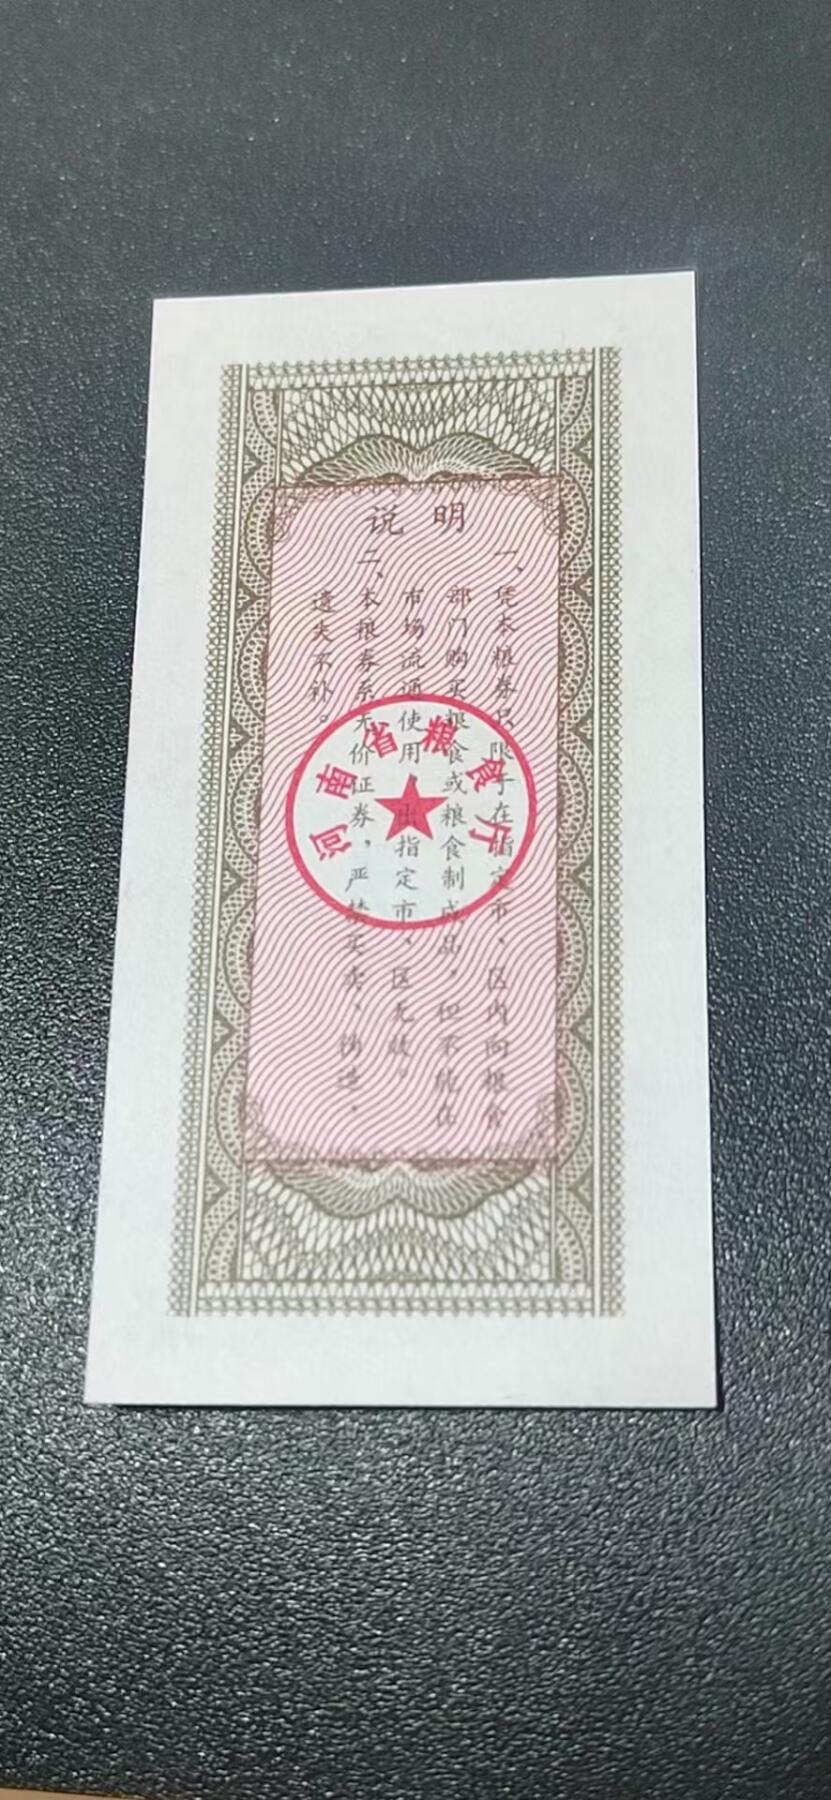 说明
一、凭本粮券只限于在指定市、区内向粮食
部门购买粮食或粮食制成品，但不能在
市场流通使用，出指定市、区无效。
二、本粮券系无价证券，严禁买卖、伪造，
遗失不补。
河南省粮食厅